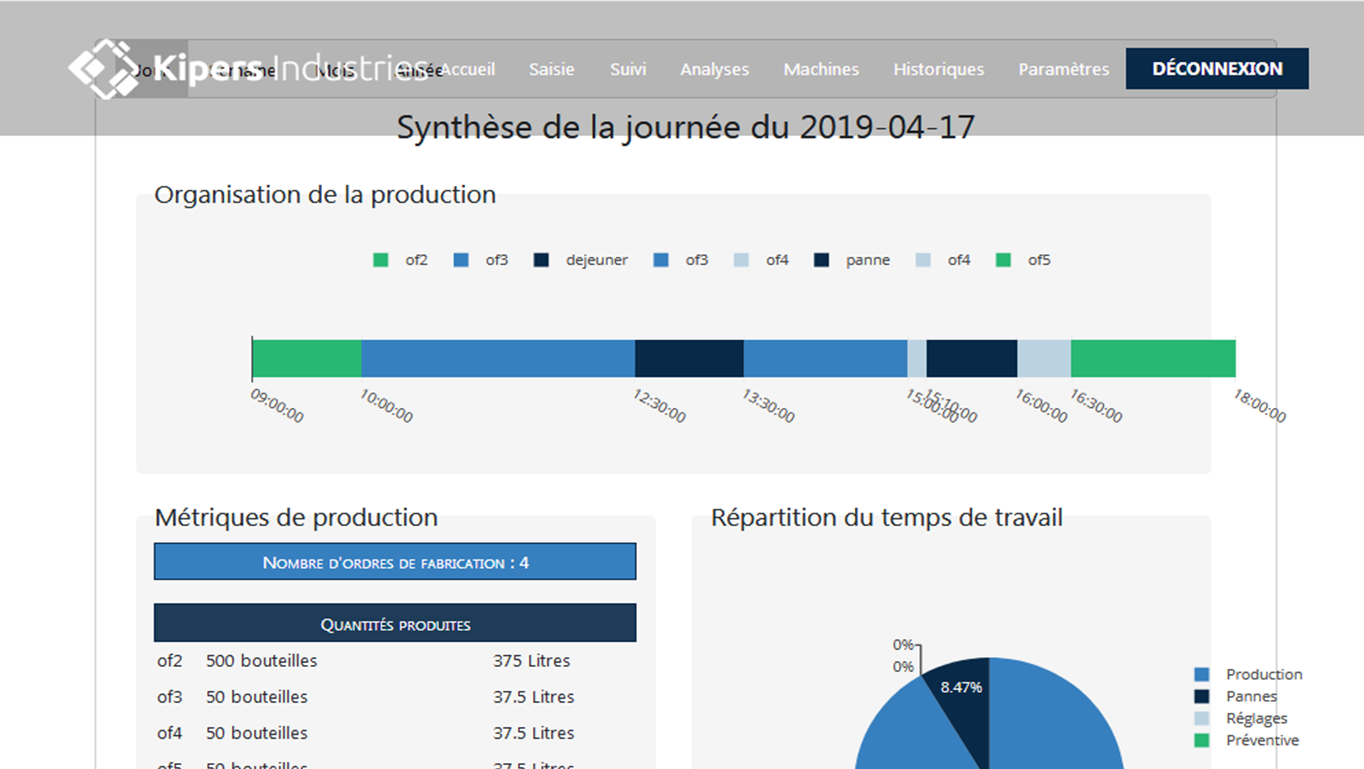 Kipers Industries
Jour Semaine Mois Année
Accueil Saisie Suivi Analyses Machines Historiques Paramètres DÉCONNEXION
Synthèse de la journée du 2019-04-17
Organisation de la production
of2 of3 dejeuner of3 of4 panne of4 of5
09:00:00 10:00:00 12:30:00 13:30:00 15:00:00 15:10:00 16:00:00 16:30:00 18:00:00
Métriques de production
Nombre d'ordres de fabrication : 4
Quantités produites
of2 500 bouteilles 375 Litres
of3 50 bouteilles 37.5 Litres
of4 50 bouteilles 37.5 Litres
of5 50 bouteilles 37.5 Litres
Répartition du temps de travail
0%
0%
8.47%
Production
Pannes
Réglages
Préventive